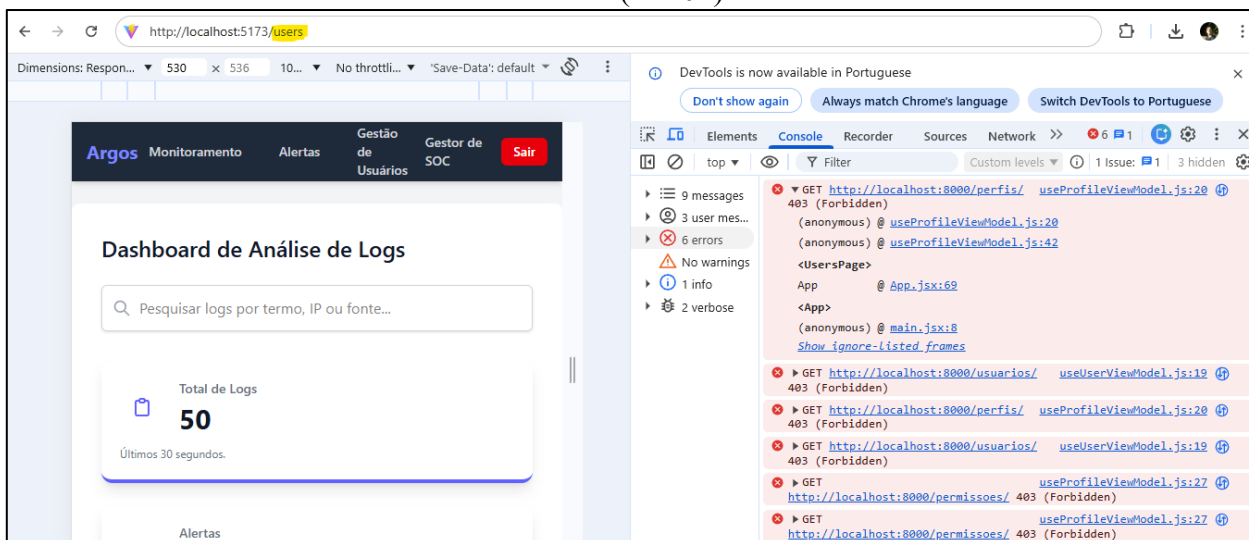 http://localhost:5173/users
Dimensions: Respon... 530 × 536 10... No throttli... 'Save-Data': default
DevTools is now available in Portuguese
Don't show again Always match Chrome's language Switch DevTools to Portuguese
Elements Console Recorder Sources Network 6 1
top Filter Custom levels 1 Issue: 1 3 hidden
Argos Monitoramento Alertas Gestão de Usuários Gestor de SOC Sair
Dashboard de Análise de Logs
Pesquisar logs por termo, IP ou fonte...
Total de Logs
50
Últimos 30 segundos.
Alertas
9 messages
3 user mes...
6 errors
No warnings
1 info
2 verbose
GET http://localhost:8000/perfis/ useProfileViewModel.js:20
403 (Forbidden)
(anonymous) @ useProfileViewModel.js:20
(anonymous) @ useProfileViewModel.js:42
<UsersPage>
App @ App.jsx:69
<App>
(anonymous) @ main.jsx:8
Show ignore-listed frames
GET http://localhost:8000/usuarios/ useUserViewModel.js:19
403 (Forbidden)
GET http://localhost:8000/perfis/ useProfileViewModel.js:20
403 (Forbidden)
GET http://localhost:8000/usuarios/ useUserViewModel.js:19
403 (Forbidden)
GET useProfileViewModel.js:27
http://localhost:8000/permissoes/ 403 (Forbidden)
GET useProfileViewModel.js:27
http://localhost:8000/permissoes/ 403 (Forbidden)